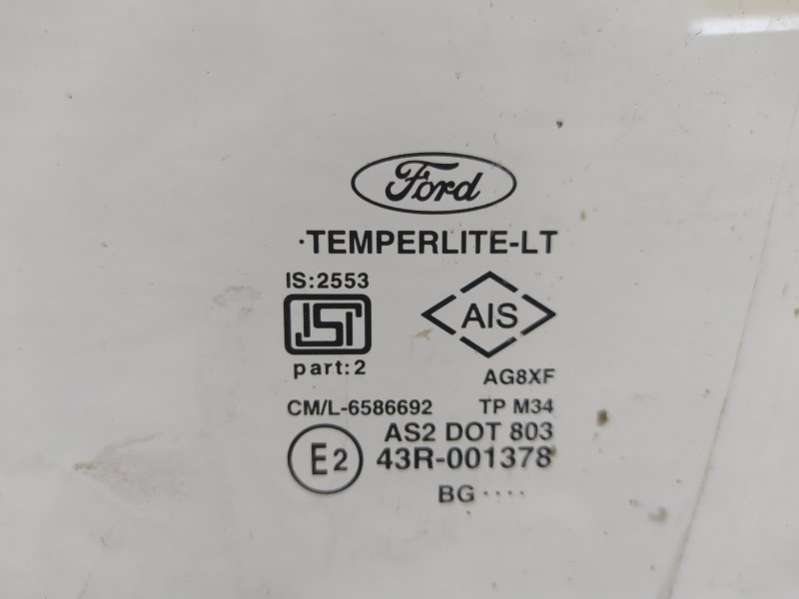 Ford
·TEMPERLITE-LT
IS:2553
ISI
part:2
AIS
AG8XF
CM/L-6586692 TP M34
AS2 DOT 803
E2 43R-001378
BG ····